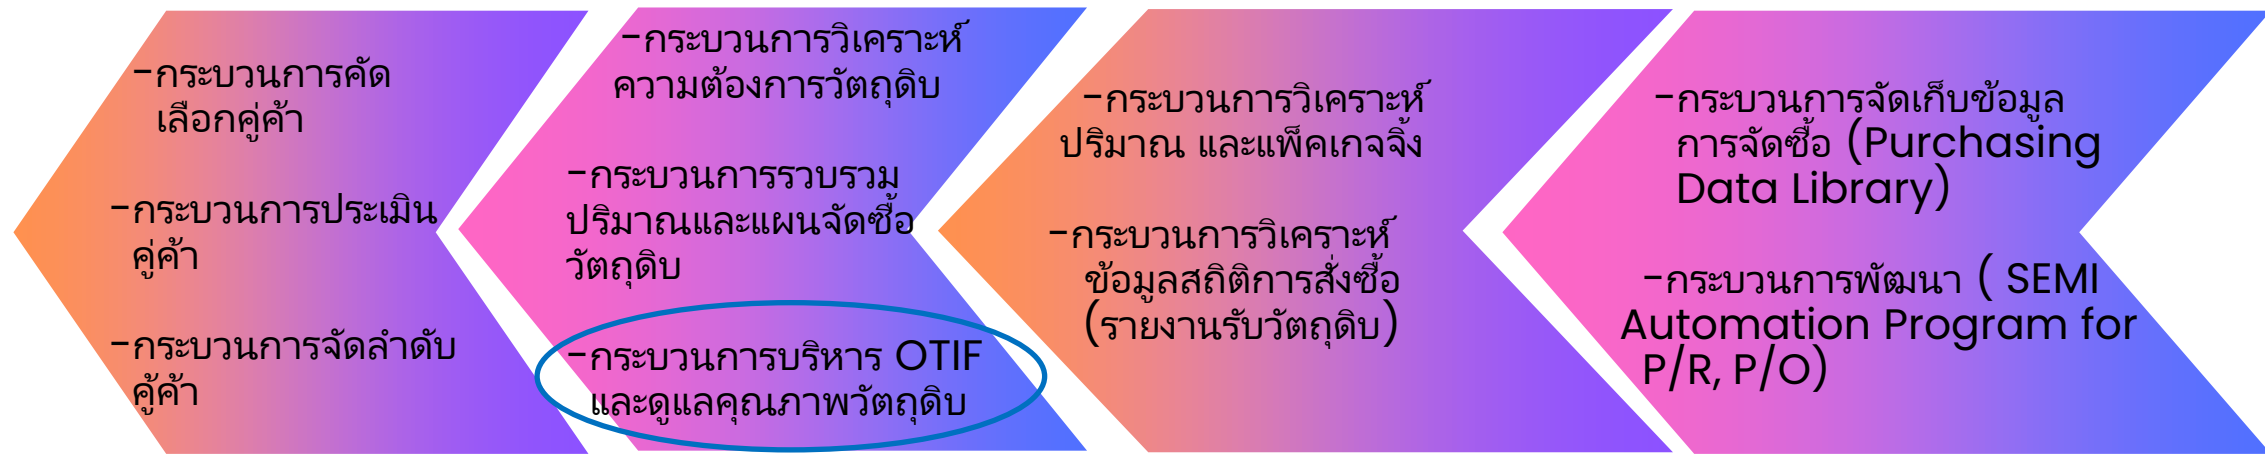 -กระบวนการคัด
เลือกคู่ค้า
-กระบวนการประเมิน
คู่ค้า
-กระบวนการจัดลำดับ
คู้ค้า
-กระบวนการวิเคราะห์
ความต้องการวัตถุดิบ
-กระบวนการรวบรวม
ปริมาณและแผนจัดซื้อ
วัตถุดิบ
-กระบวนการบริหาร OTIF
และดูแลคุณภาพวัตถุดิบ
-กระบวนการวิเคราะห์
ปริมาณ และแพ็คเกจจิ้ง
-กระบวนการวิเคราะห์
ข้อมูลสถิติการสั่งซื้อ
(รายงานรับวัตถุดิบ)
-กระบวนการจัดเก็บข้อมูล
การจัดซื้อ (Purchasing
Data Library)
-กระบวนการพัฒนา ( SEMI
Automation Program for
P/R, P/O)